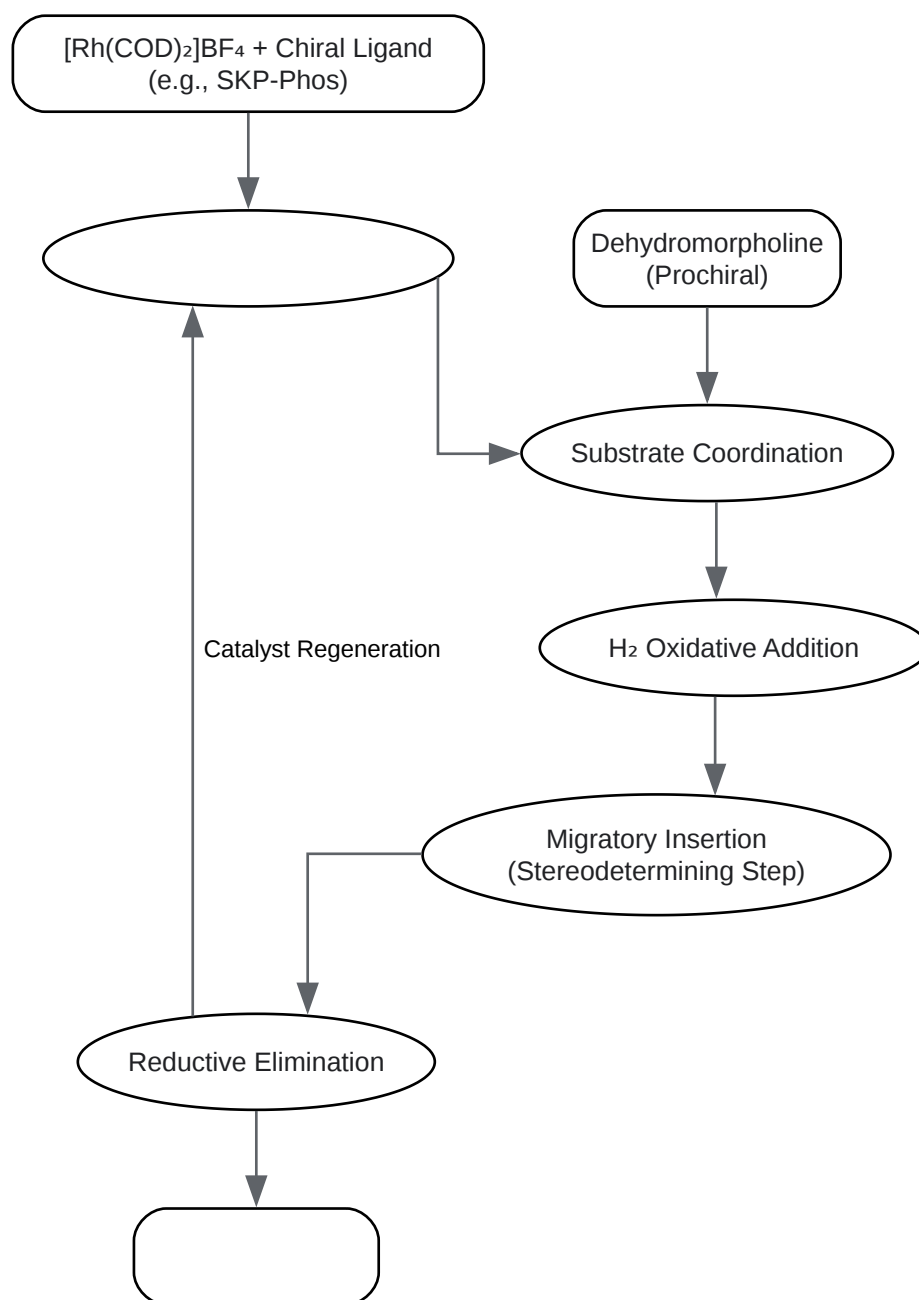 [Rh(COD)₂]BF₄ + Chiral Ligand
(e.g., SKP-Phos)
Dehydromorpholine
(Prochiral)
Substrate Coordination
H₂ Oxidative Addition
Catalyst Regeneration
Migratory Insertion
(Stereodetermining Step)
Reductive Elimination